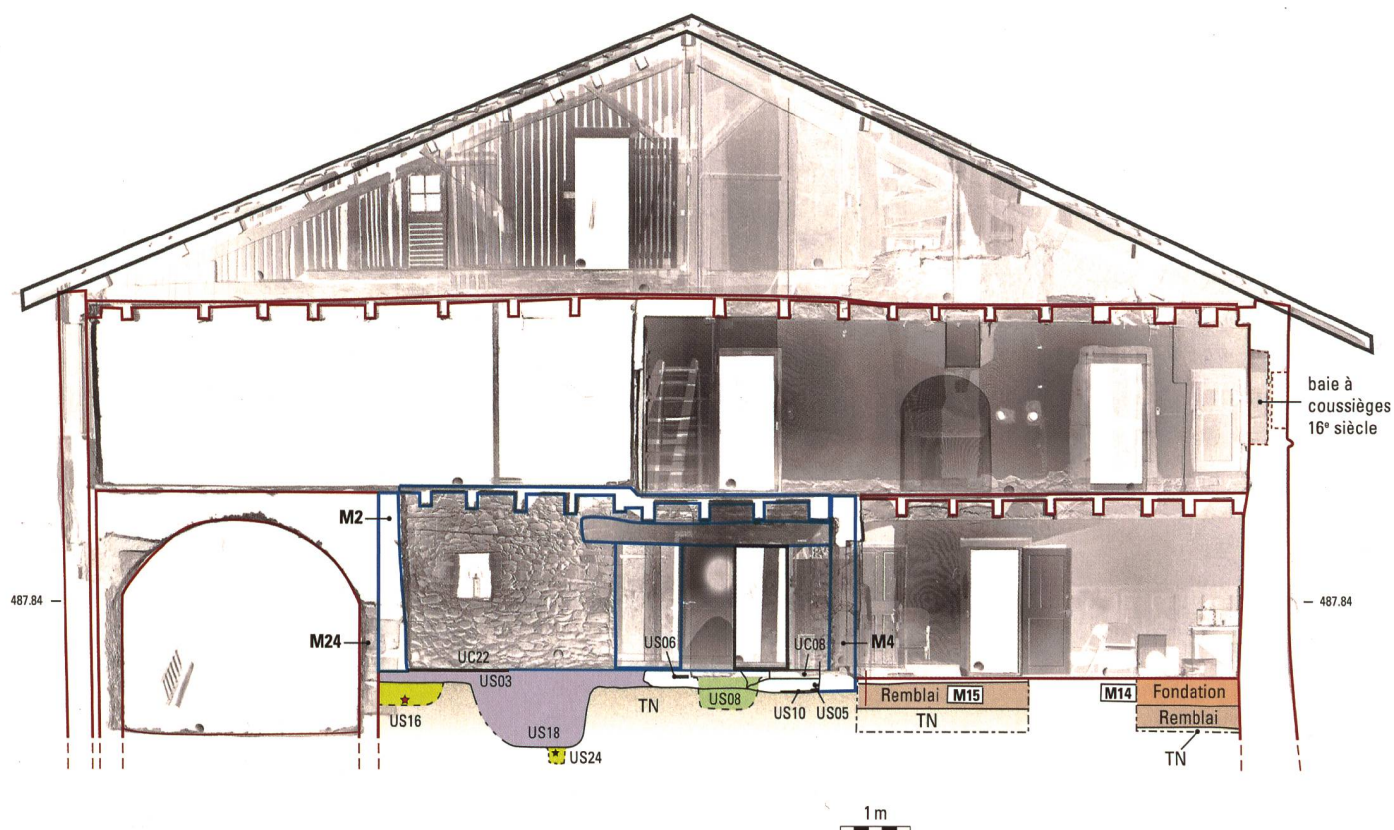 baie à
coussièges
16e siècle
M2
487.84
487.84
M24
US06
UC08
M4
UC22
US03
US16
TN
US08
US10
US05
Remblai
M15
TN
M14
Fondation
Remblai
TN
US18
US24
1 m